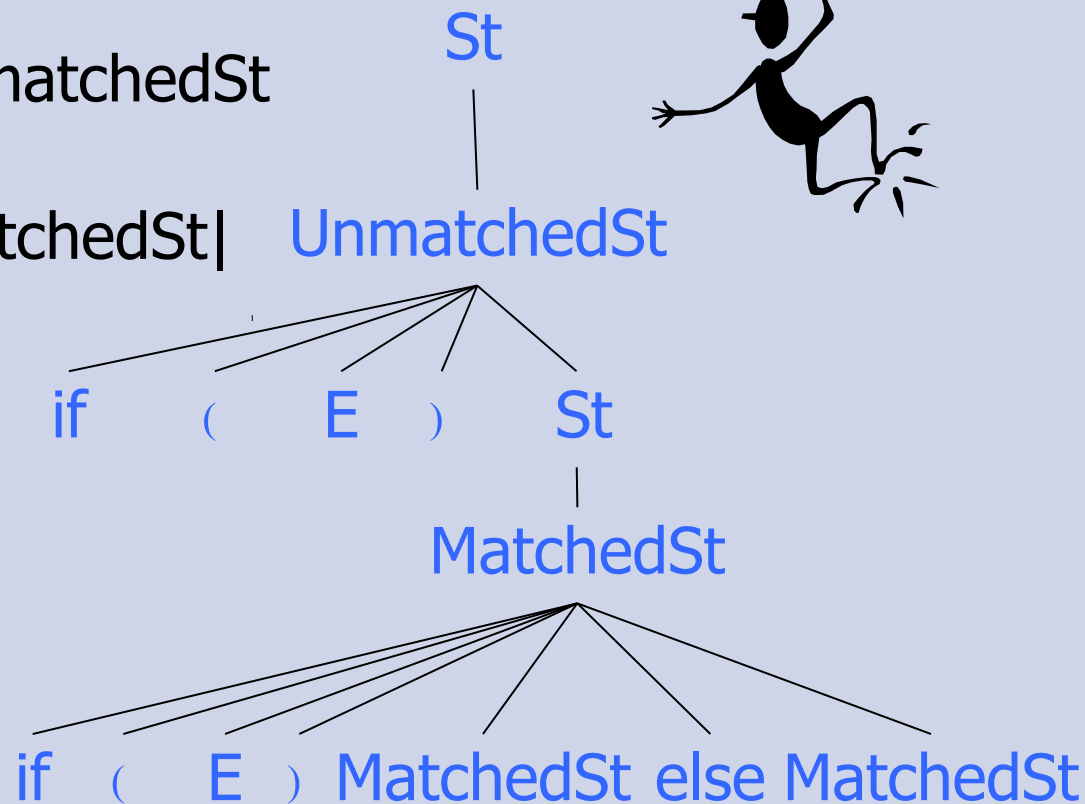 St
natchedSt
tchedSt| UnmatchedSt
if ( E ) St
MatchedSt
if ( E ) MatchedSt else MatchedSt